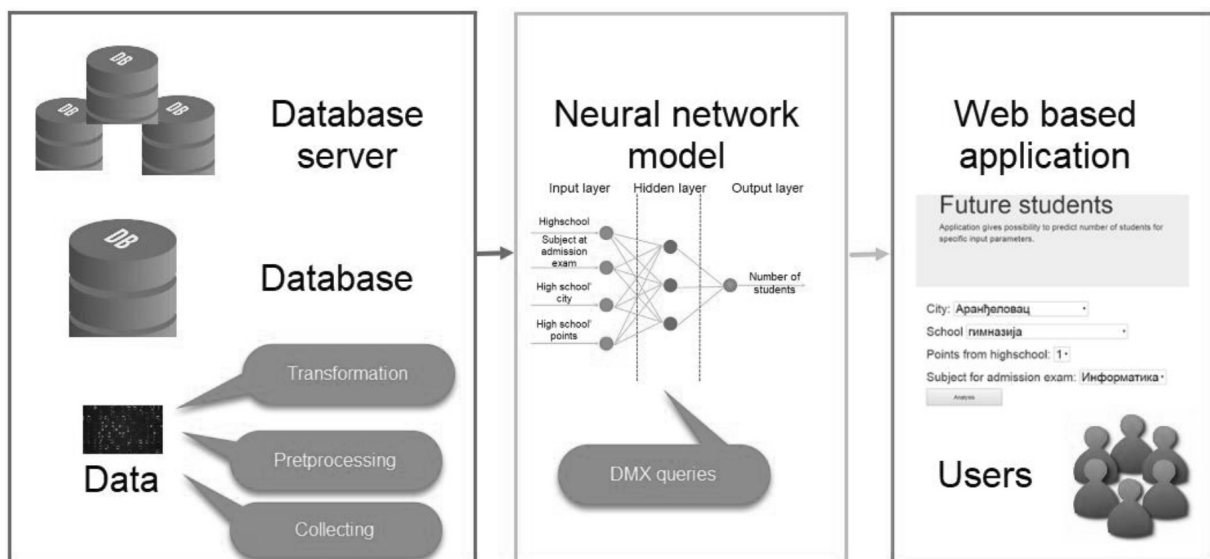 DB
DB
DB
Database
server
DB
Database
Transformation
Pretprocessing
Collecting
Data
Neural network
model
Input layer
Hidden layer
Output layer
Highschool
Subject at
admission
exam
High school'
city
High school'
points
Number of
students
DMX queries
Web based
application
Future students
Application gives possibility to predict number of students for
specific input parameters.
City: Аранђеловац
School гимназија
Points from highschool: 1
Subject for admission exam: Информатика
Analysis
Users